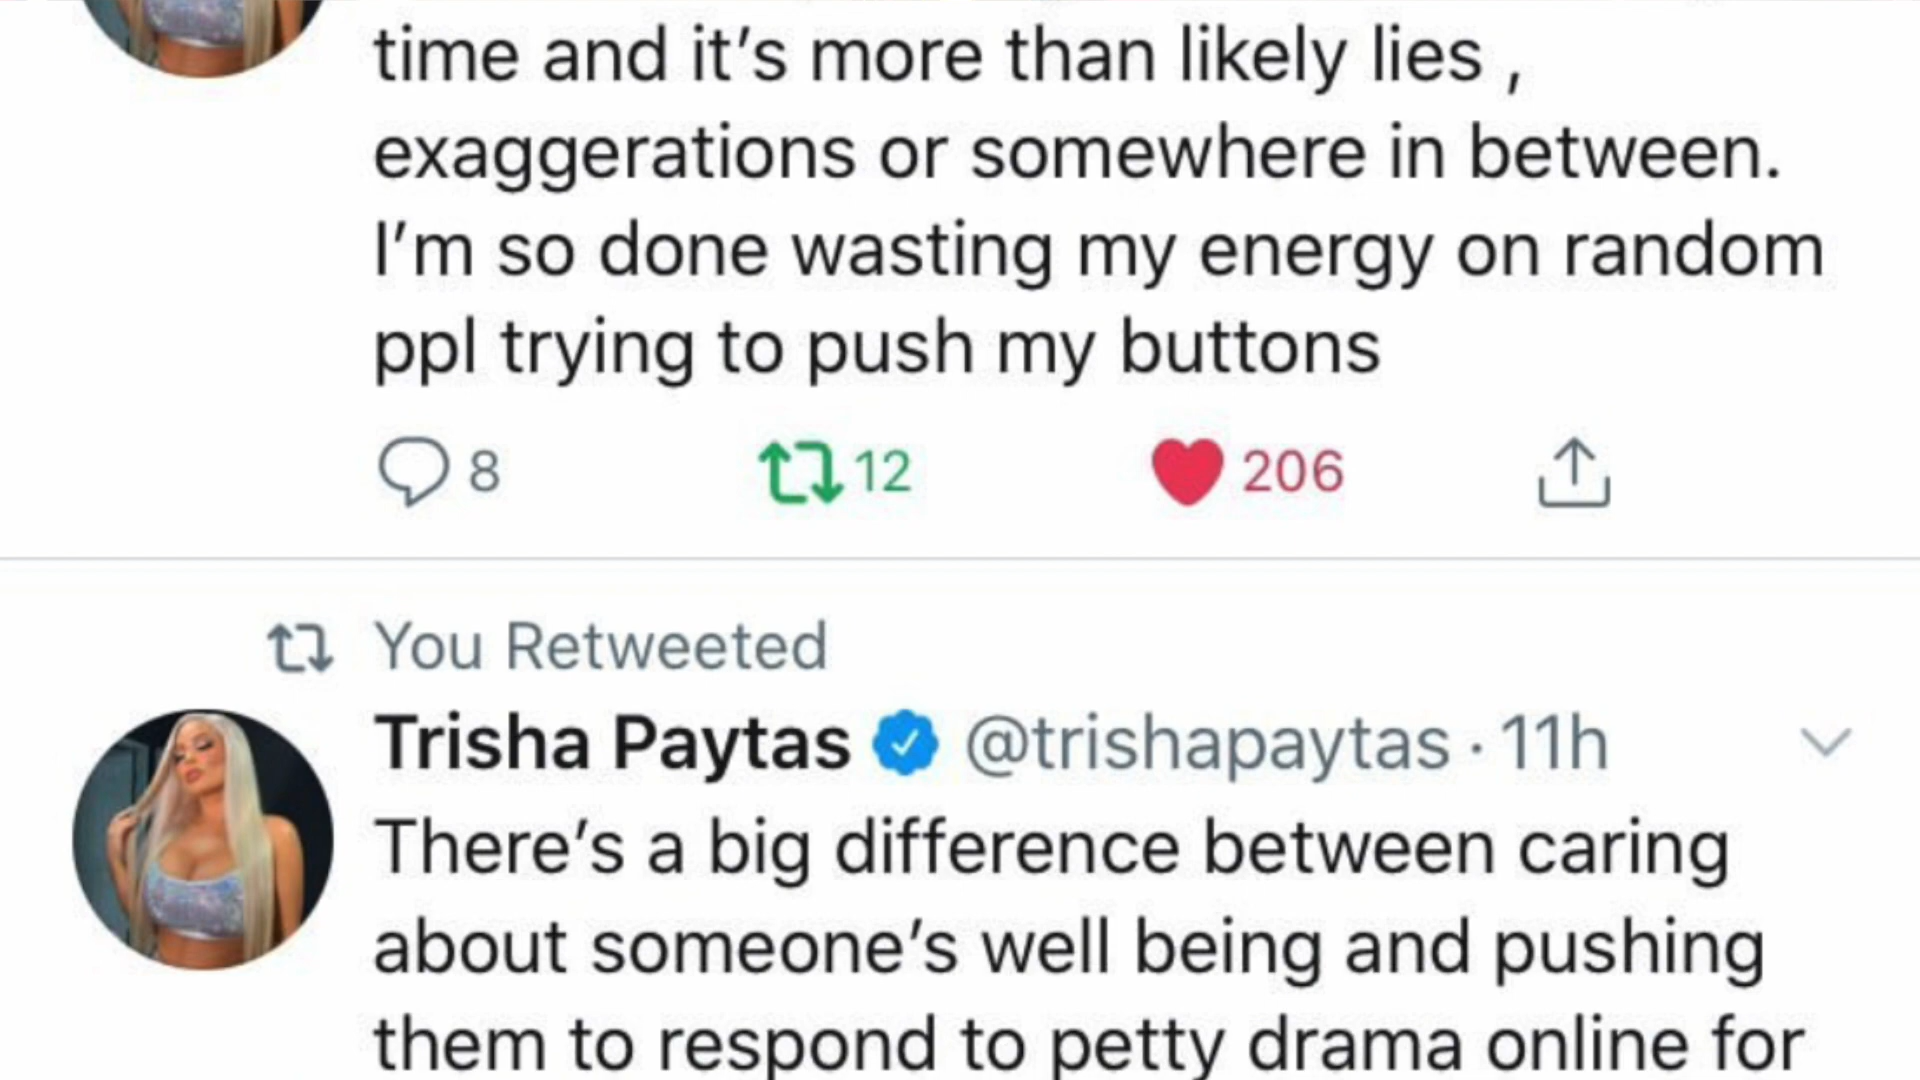 time and it’s more than likely lies ,
exaggerations or somewhere in between.
I’m so done wasting my energy on random
ppl trying to push my buttons
8 12 206
You Retweeted
Trisha Paytas @trishapaytas · 11h
There’s a big difference between caring
about someone’s well being and pushing
them to respond to petty drama online for